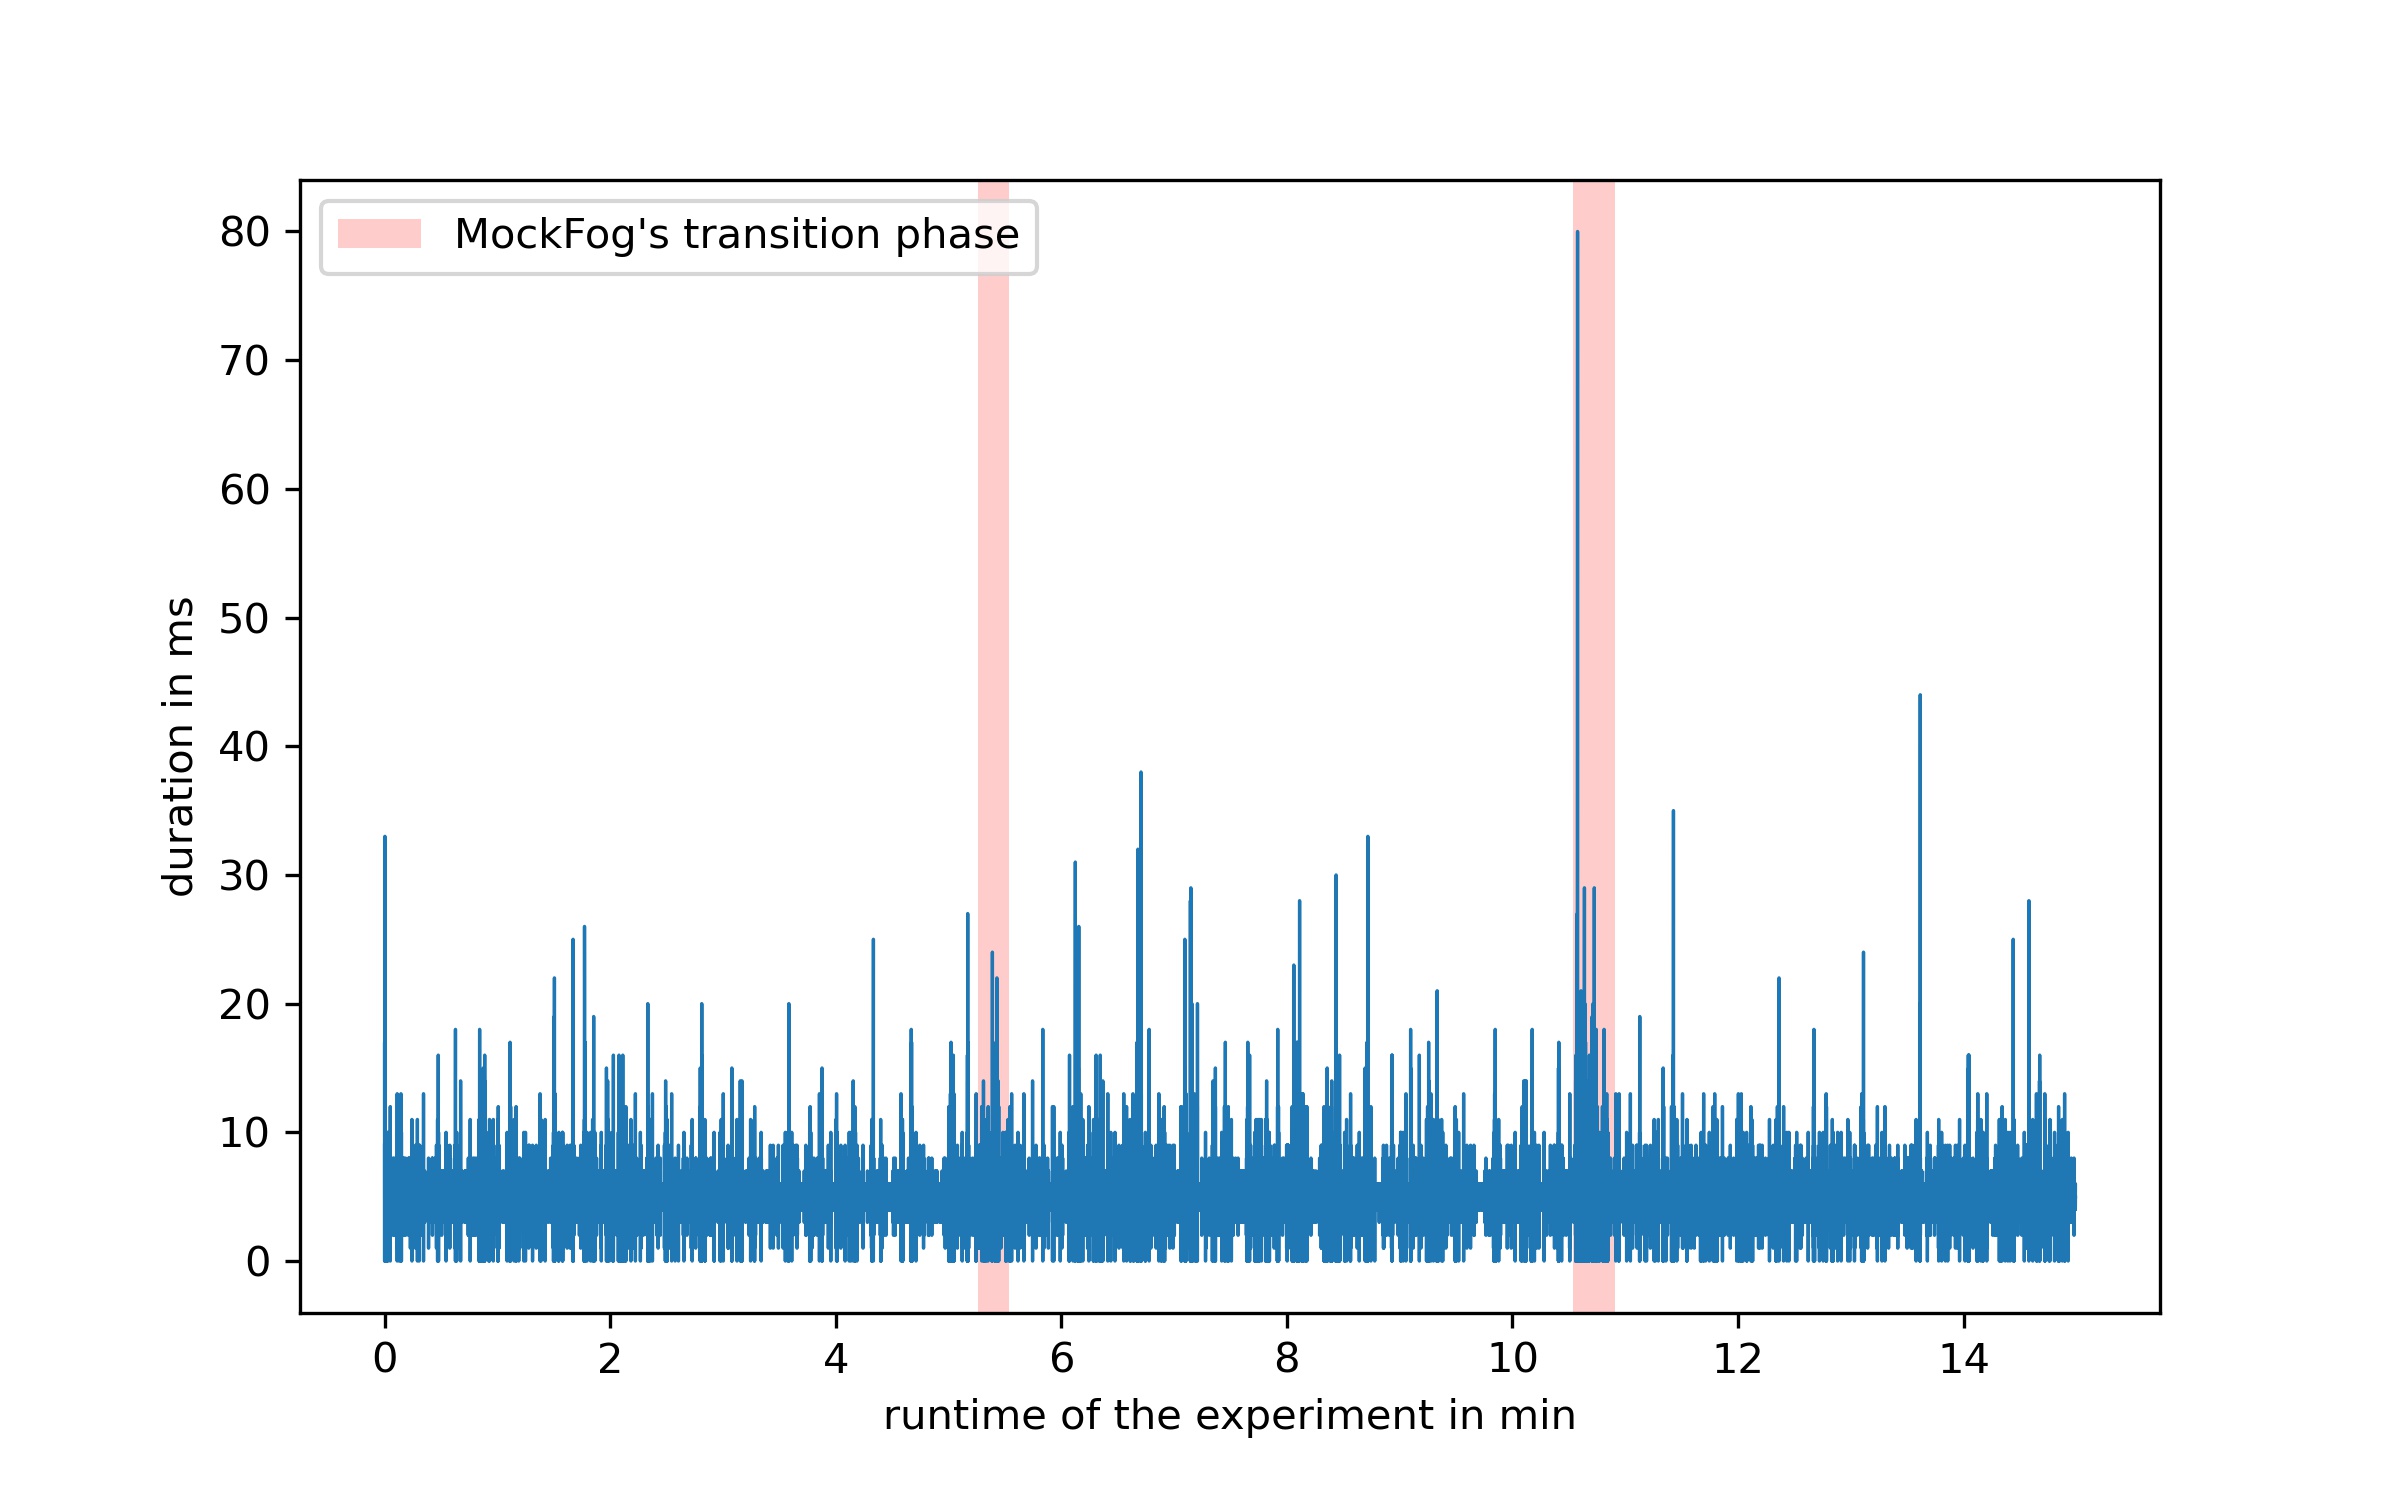 MockFog's transition phase
80
70
60
50
40
30
20
10
0
duration in ms
0 2 4 6 8 10 12 14
runtime of the experiment in min